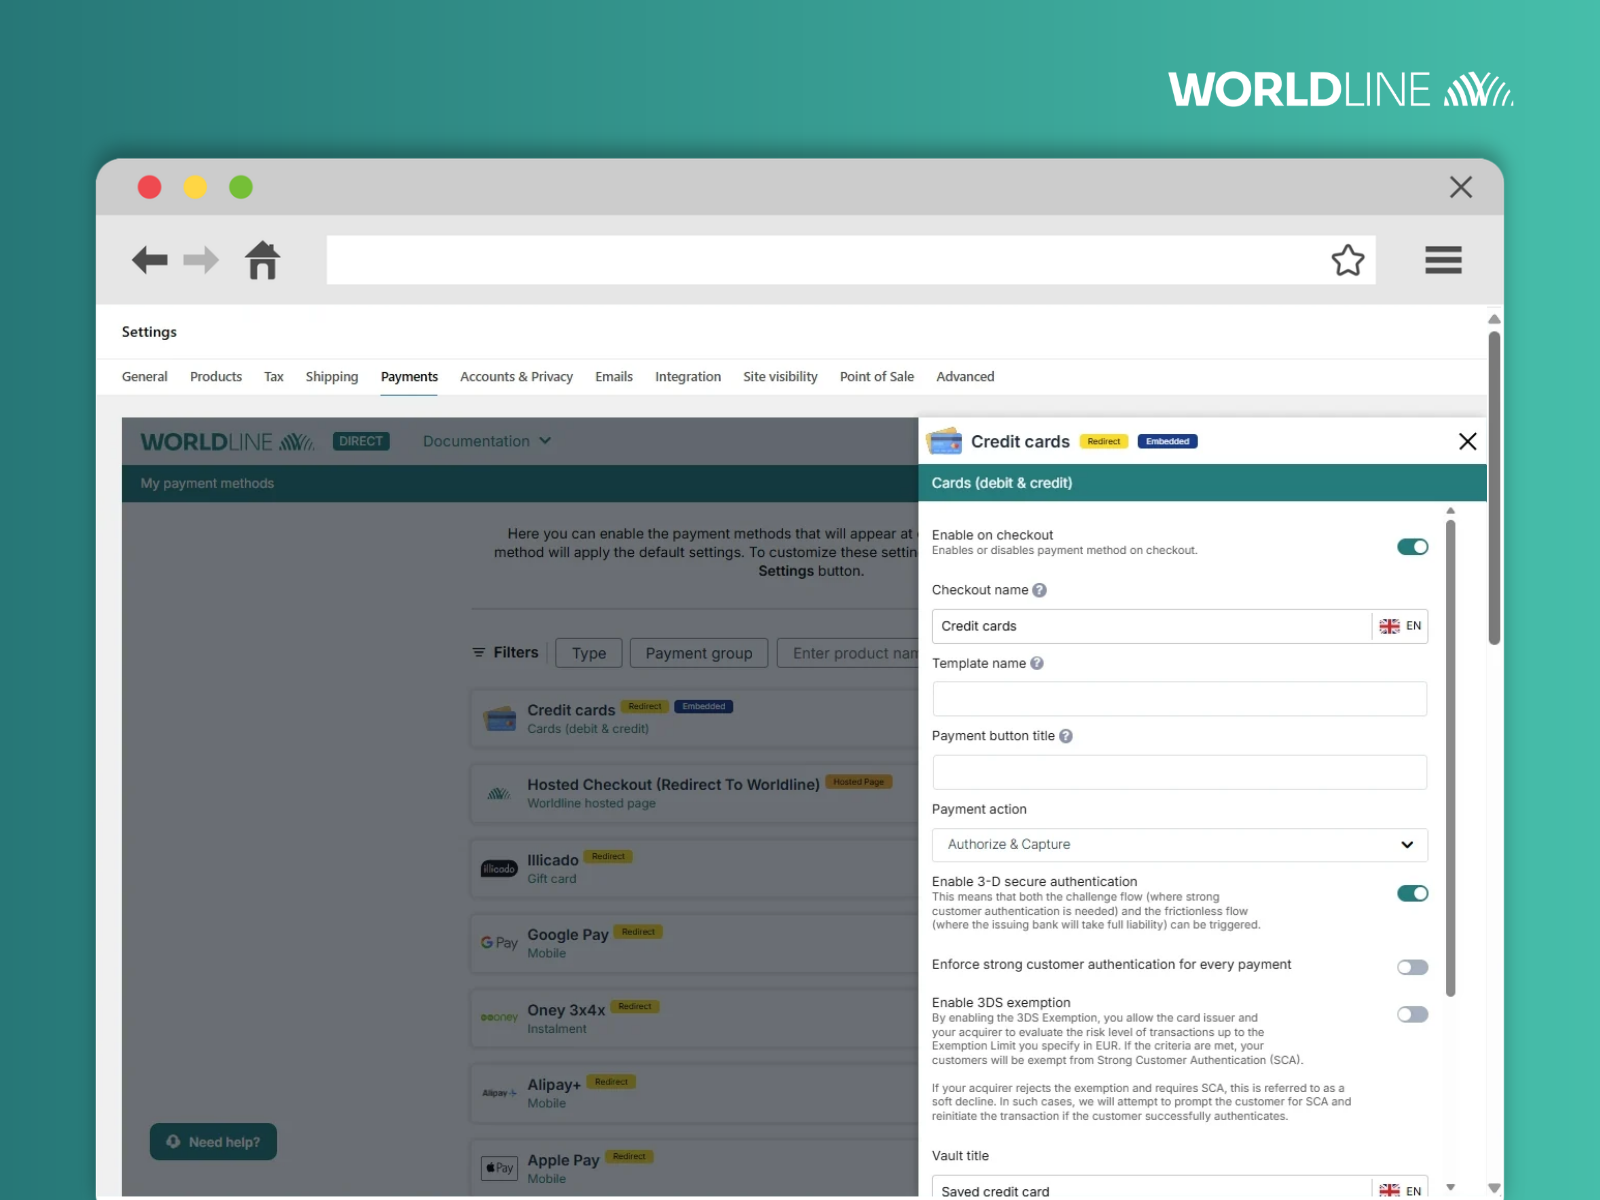 WORLDLINE
Settings
General Products Tax Shipping Payments Accounts & Privacy Emails Integration Site visibility Point of Sale Advanced
WORLDLINE DIRECT Documentation
My payment methods
Here you can enable the payment methods that will appear at
method will apply the default settings. To customize these settin
Settings button.
Filters Type Payment group Enter product nam
Credit cards Redirect Embedded
Cards (debit & credit)
Hosted Checkout (Redirect To Worldline) Hosted Page
Worldline hosted page
illicado Illicado Redirect
Gift card
G Pay Google Pay Redirect
Mobile
oney Oney 3x4x Redirect
Instalment
Alipay+ Alipay+ Redirect
Mobile
Pay Apple Pay Redirect
Mobile
Need help?
Credit cards Redirect Embedded
Cards (debit & credit)
Enable on checkout
Enables or disables payment method on checkout.
Checkout name ?
Credit cards EN
Template name ?
Payment button title ?
Payment action
Authorize & Capture
Enable 3-D secure authentication
This means that both the challenge flow (where strong
customer authentication is needed) and the frictionless flow
(where the issuing bank will take full liability) can be triggered.
Enforce strong customer authentication for every payment
Enable 3DS exemption
By enabling the 3DS Exemption, you allow the card issuer and
your acquirer to evaluate the risk level of transactions up to the
Exemption Limit you specify in EUR. If the criteria are met, your
customers will be exempt from Strong Customer Authentication (SCA).
If your acquirer rejects the exemption and requires SCA, this is referred to as a
soft decline. In such cases, we will attempt to prompt the customer for SCA and
reinitiate the transaction if the customer successfully authenticates.
Vault title
Saved credit card EN